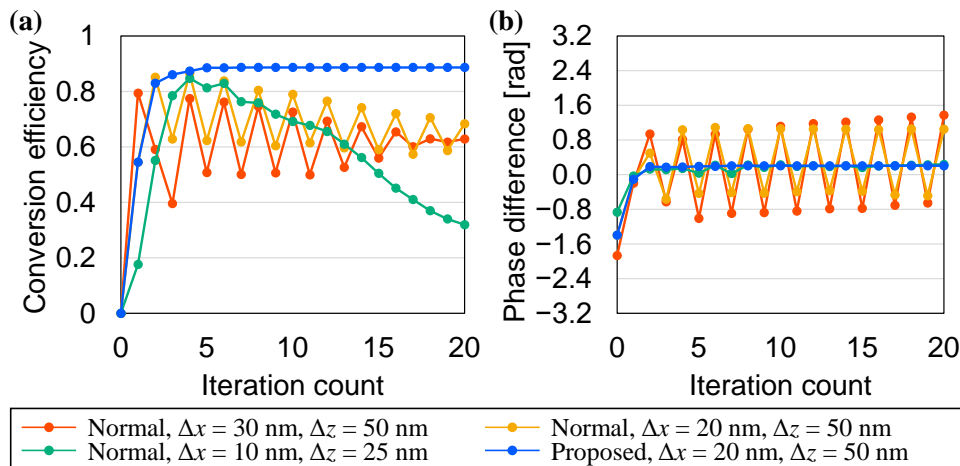 (a)
Conversion efficiency
1
0.8
0.6
0.4
0.2
0
0 5 10 15 20
Iteration count
(b)
Phase difference [rad]
3.2
2.4
1.6
0.8
0.0
−0.8
−1.6
−2.4
−3.2
0 5 10 15 20
Iteration count
Normal, Δx = 30 nm, Δz = 50 nm
Normal, Δx = 20 nm, Δz = 50 nm
Normal, Δx = 10 nm, Δz = 25 nm
Proposed, Δx = 20 nm, Δz = 50 nm